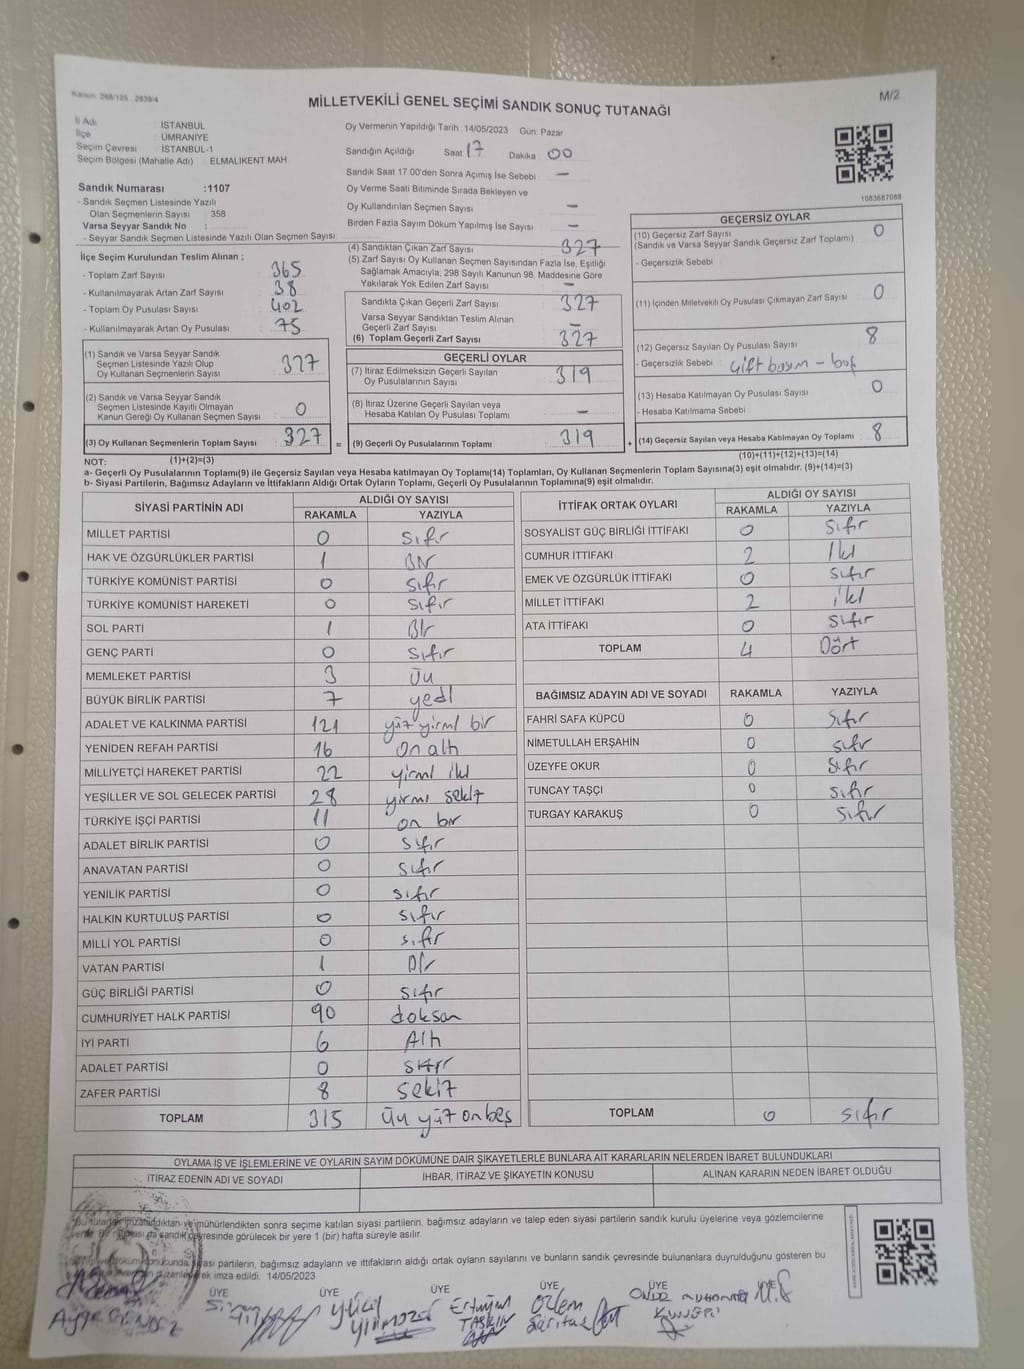 Kanun: 298/105 , 2839/4
M/2
MİLLETVEKİLİ GENEL SEÇİMİ SANDIK SONUÇ TUTANAĞI
İl Adı İSTANBUL
İlçe ÜMRANİYE
Seçim Çevresi : İSTANBUL-1
Seçim Bölgesi (Mahalle Adı) : ELMALIKENT MAH
Sandık Numarası :1107
- Sandık Seçmen Listesinde Yazılı
Olan Seçmenlerin Sayısı : 358
Varsa Seyyar Sandık No :
- Seyyar Sandık Seçmen Listesinde Yazılı Olan Seçmen Sayısı:
İlçe Seçim Kurulundan Teslim Alınan ;
- Toplam Zarf Sayısı : 365
- Kullanılmayarak Artan Zarf Sayısı : 38
- Toplam Oy Pusulası Sayısı : 402
- Kullanılmayarak Artan Oy Pusulası : 75
(1) Sandık ve Varsa Seyyar Sandık
Seçmen Listesinde Yazılı Olup
Oy Kullanan Seçmenlerin Sayısı : 327
(2) Sandık ve Varsa Seyyar Sandık
Seçmen Listesinde Kayıtlı Olmayan
Kanun Gereği Oy Kullanan Seçmen Sayısı : 0
(3) Oy Kullanan Seçmenlerin Toplam Sayısı : 327 =
Oy Vermenin Yapıldığı Tarih :14/05/2023 Gün: Pazar
Sandığın Açıldığı Saat: 17 Dakika : 00
Sandık Saat 17:00'den Sonra Açımış İse Sebebi : —
Oy Verme Saati Bitiminde Sırada Bekleyen ve
Oy Kullandırılan Seçmen Sayısı : —
Birden Fazla Sayım Döküm Yapılmış İse Sayısı : —
(4) Sandıktan Çıkan Zarf Sayısı : 327
(5) Zarf Sayısı Oy Kullanan Seçmen Sayısından Fazla İse, Eşitliği
Sağlamak Amacıyla, 298 Sayılı Kanunun 98. Maddesine Göre
Yakılarak Yok Edilen Zarf Sayısı : —
Sandıkta Çıkan Geçerli Zarf Sayısı : 327
Varsa Seyyar Sandıktan Teslim Alınan
Geçerli Zarf Sayısı : —
(6) Toplam Geçerli Zarf Sayısı : 327
GEÇERLİ OYLAR
(7) İtiraz Edilmeksizin Geçerli Sayılan
Oy Pusulalarının Sayısı : 319
(8) İtiraz Üzerine Geçerli Sayılan veya
Hesaba Katılan Oy Pusulası Toplamı : —
(9) Geçerli Oy Pusulalarının Toplamı : 319 +
1083687088
GEÇERSİZ OYLAR
(10) Geçersiz Zarf Sayısı : 0
(Sandık ve Varsa Seyyar Sandık Geçersiz Zarf Toplamı)
- Geçersizlik Sebebi :
(11) İçinden Milletvekili Oy Pusulası Çıkmayan Zarf Sayısı : 0
(12) Geçersiz Sayılan Oy Pusulası Sayısı : 8
- Geçersizlik Sebebi : Çift basım - boş
(13) Hesaba Katılmayan Oy Pusulası Sayısı : 0
- Hesaba Katılmama Sebebi :
(14) Geçersiz Sayılan veya Hesaba Katılmayan Oy Toplamı : 8
NOT: (1)+(2)=(3) (10)+(11)+(12)+(13)=(14)
a- Geçerli Oy Pusulalarının Toplamı(9) ile Geçersiz Sayılan veya Hesaba katılmayan Oy Toplamı(14) Toplamları, Oy Kullanan Seçmenlerin Toplam Sayısına(3) eşit olmalıdır. (9)+(14)=(3)
b- Siyasi Partilerin, Bağımsız Adayların ve İttifakların Aldığı Ortak Oyların Toplamı, Geçerli Oy Pusulalarının Toplamına(9) eşit olmalıdır.
SİYASİ PARTİNİN ADI ALDIĞI OY SAYISI
RAKAMLA YAZIYLA
MİLLET PARTİSİ 0 sıfır
HAK VE ÖZGÜRLÜKLER PARTİSİ 1 Bir
TÜRKİYE KOMÜNİST PARTİSİ 0 sıfır
TÜRKİYE KOMÜNİST HAREKETİ 0 sıfır
SOL PARTİ 1 Bir
GENÇ PARTİ 0 sıfır
MEMLEKET PARTİSİ 3 Üç
BÜYÜK BİRLİK PARTİSİ 7 yedi
ADALET VE KALKINMA PARTİSİ 121 yüz yirmi bir
YENİDEN REFAH PARTİSİ 16 on altı
MİLLİYETÇİ HAREKET PARTİSİ 22 yirmi iki
YEŞİLLER VE SOL GELECEK PARTİSİ 28 yirmi sekiz
TÜRKİYE İŞÇİ PARTİSİ 11 on bir
ADALET BİRLİK PARTİSİ 0 sıfır
ANAVATAN PARTİSİ 0 sıfır
YENİLİK PARTİSİ 0 sıfır
HALKIN KURTULUŞ PARTİSİ 0 sıfır
MİLLİ YOL PARTİSİ 0 sıfır
VATAN PARTİSİ 1 Bir
GÜÇ BİRLİĞİ PARTİSİ 0 sıfır
CUMHURİYET HALK PARTİSİ 90 doksan
İYİ PARTİ 6 Altı
ADALET PARTİSİ 0 sıfır
ZAFER PARTİSİ 8 sekiz
TOPLAM 315 Üç yüz on beş
İTTİFAK ORTAK OYLARI ALDIĞI OY SAYISI
RAKAMLA YAZIYLA
SOSYALİST GÜÇ BİRLİĞİ İTTİFAKI 0 sıfır
CUMHUR İTTİFAKI 2 İki
EMEK VE ÖZGÜRLÜK İTTİFAKI 0 sıfır
MİLLET İTTİFAKI 2 iki
ATA İTTİFAKI 0 sıfır
TOPLAM 4 Dört
BAĞIMSIZ ADAYIN ADI VE SOYADI RAKAMLA YAZIYLA
FAHRİ SAFA KÜPCÜ 0 sıfır
NİMETULLAH ERŞAHİN 0 sıfır
ÜZEYFE OKUR 0 sıfır
TUNCAY TAŞÇI 0 sıfır
TURGAY KARAKUŞ 0 sıfır
TOPLAM 0 sıfır
OYLAMA İŞ VE İŞLEMLERİNE VE OYLARIN SAYIM DÖKÜMÜNE DAİR ŞİKAYETLERLE BUNLARA AİT KARARLARIN NELERDEN İBARET BULUNDUKLARI
İTİRAZ EDENİN ADI VE SOYADI İHBAR, İTİRAZ VE ŞİKAYETİN KONUSU ALINAN KARARIN NEDEN İBARET OLDUĞU
Bu tutanak imzalandıktan ve mühürlendikten sonra seçime katılan siyasi partilerin, bağımsız adayların ve talep eden siyasi partilerin sandık kurulu üyelerine veya gözlemcilerine
sandık çevresinde görülecek bir yere 1 (bir) hafta süreyle asılır.
siyasi partilerin, bağımsız adayların ve ittifakların aldığı ortak oyların sayılarını ve bunların sandık çevresinde bulunanlara duyrulduğunu gösteren bu
düzenlenerek imza edildi. 14/05/2023
ÜYE ÜYE ÜYE ÜYE ÜYE ÜYE
Ertuğrul Özlem
TAŞKIN Sarıtaş